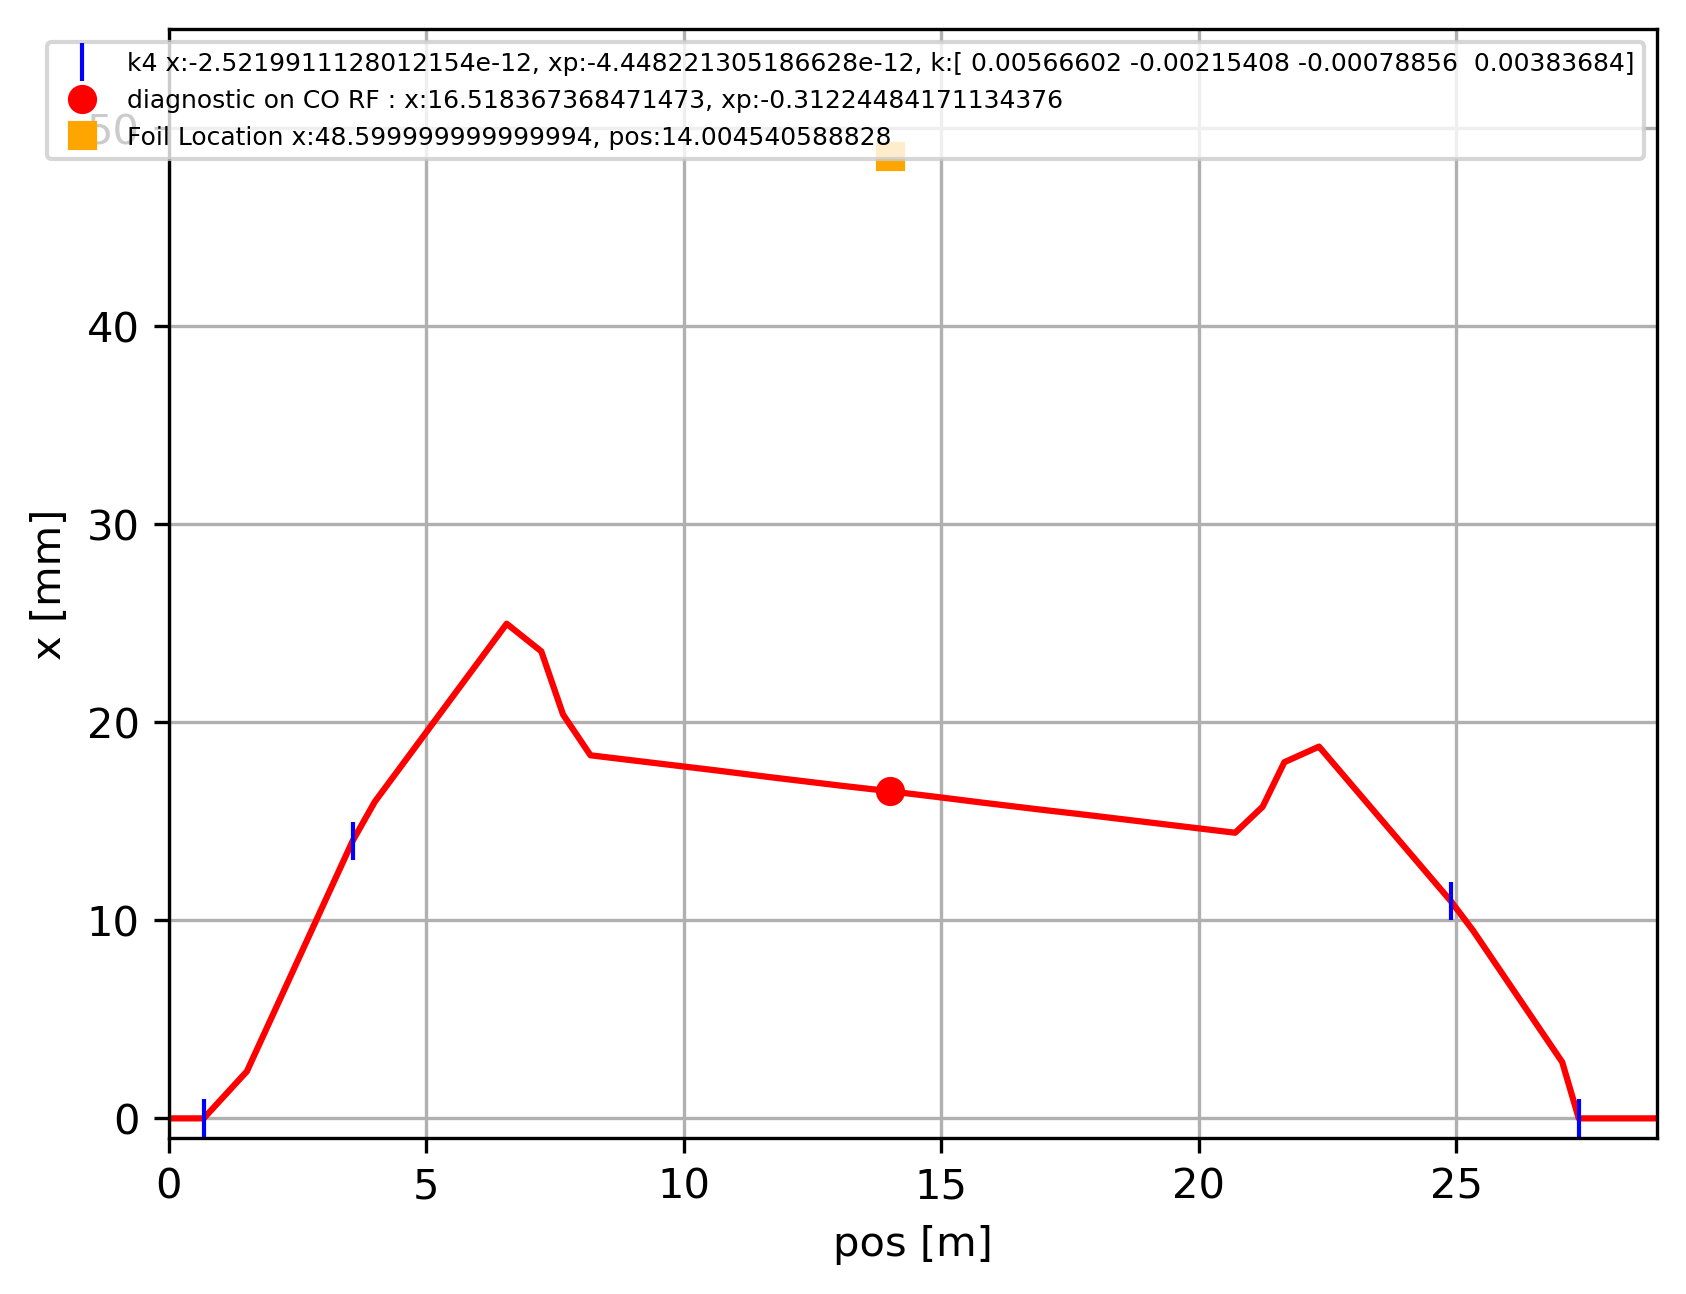 k4 x:-2.5219911128012154e-12, xp:-4.448221305186628e-12, k:[ 0.00566602 -0.00215408 -0.00078856  0.00383684]
diagnostic on CO RF : x:16.518367368471473, xp:-0.31224484171134376
Foil Location x:48.599999999999994, pos:14.004540588828
50
40
30
20
10
0
x [mm]
0 5 10 15 20 25
pos [m]